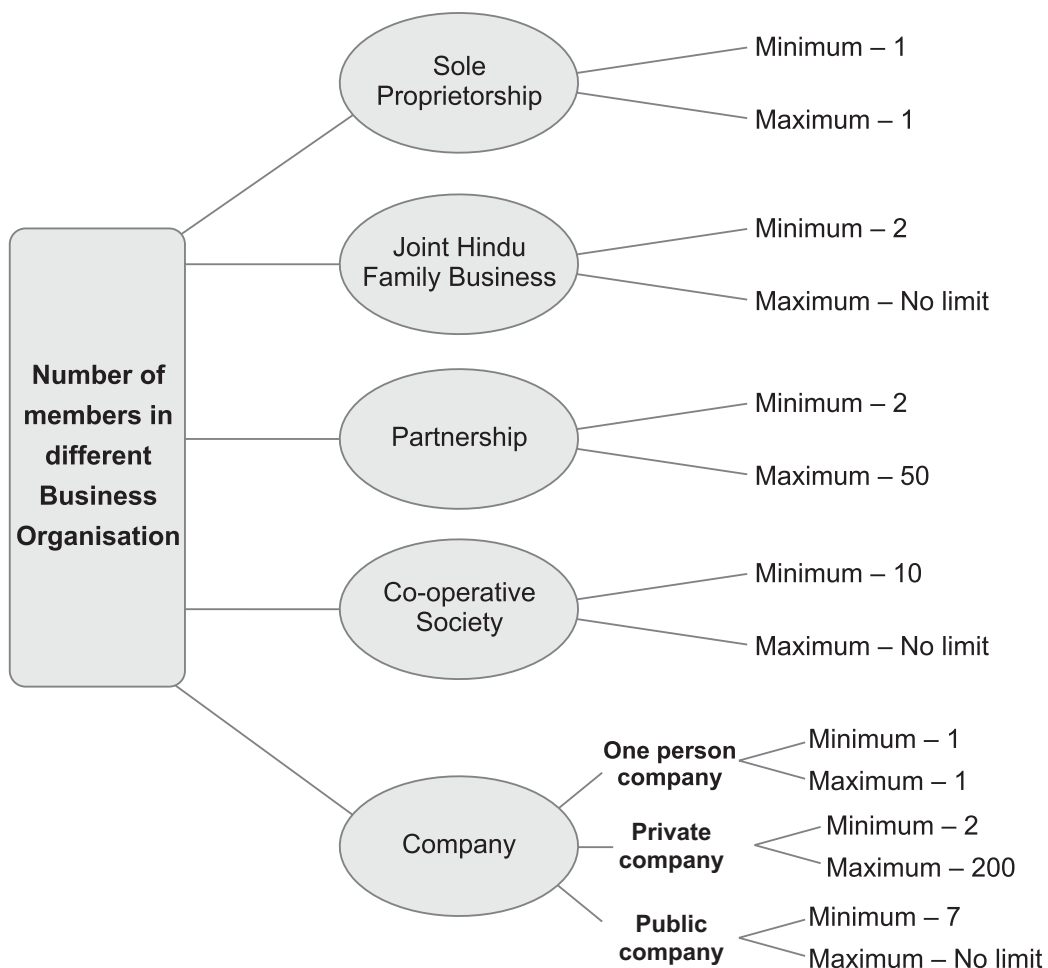 Number of
members in
different
Business
Organisation
Sole
Proprietorship
Minimum – 1
Maximum – 1
Joint Hindu
Family Business
Minimum – 2
Maximum – No limit
Partnership
Minimum – 2
Maximum – 50
Co-operative
Society
Minimum – 10
Maximum – No limit
Company
One person
company
Minimum – 1
Maximum – 1
Private
company
Minimum – 2
Maximum – 200
Public
company
Minimum – 7
Maximum – No limit